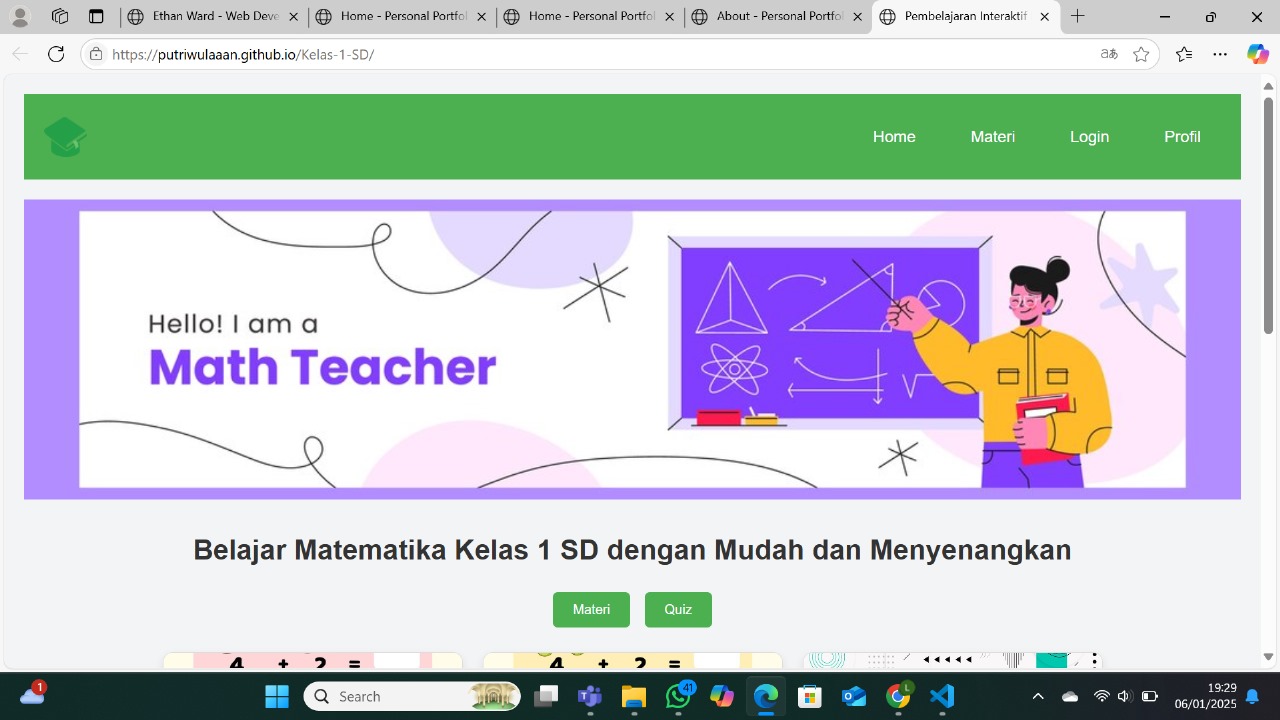 Ethan Ward - Web Deve
Home - Personal Portfol
Home - Personal Portfol
About - Personal Portfol
Pembelajaran Interaktif
https://putriwulaaan.github.io/Kelas-1-SD/
aあ
Home
Materi
Login
Profil
Hello! I am a
Math Teacher
Belajar Matematika Kelas 1 SD dengan Mudah dan Menyenangkan
Materi
Quiz
4 + 2 =
4 + 2 =
1
Search
41
L
19:29
06/01/2025